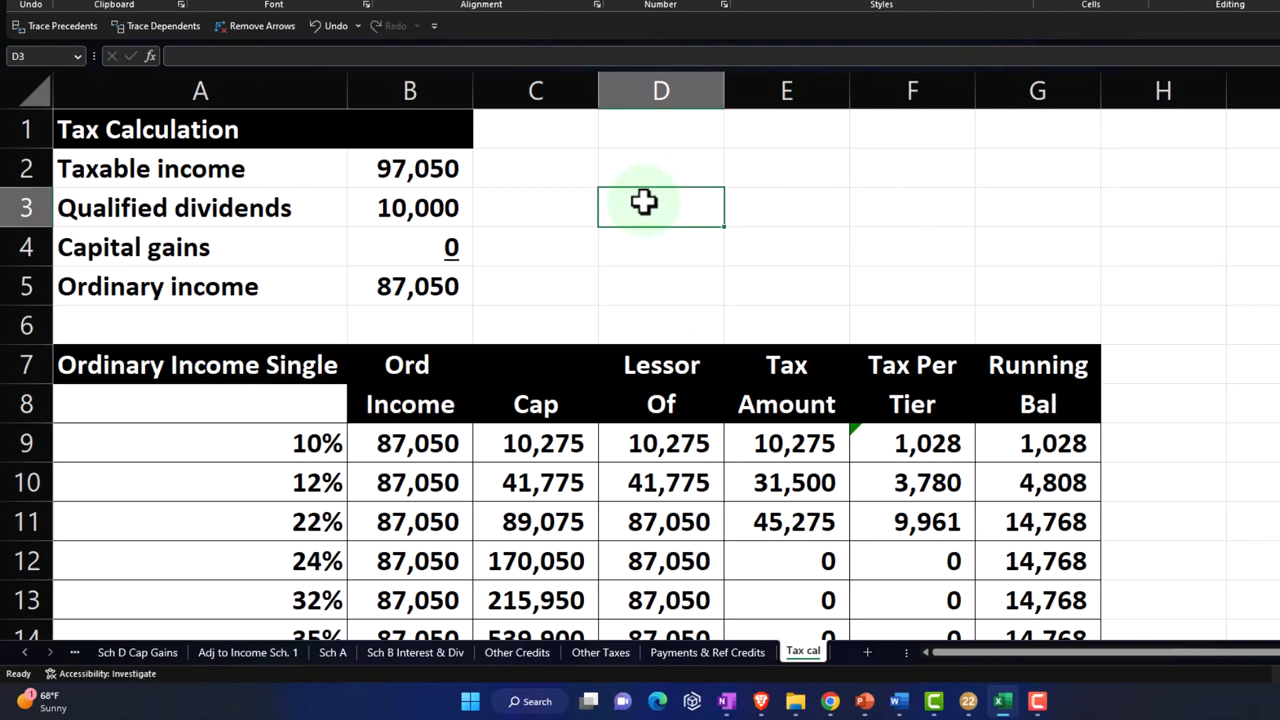 Undo Clipboard Font Alignment Number Styles Cells Editing
Trace Precedents Trace Dependents Remove Arrows Undo Redo
D3 fx
A B C D E F G H
1 Tax Calculation
2 Taxable income 97,050
3 Qualified dividends 10,000
4 Capital gains 0
5 Ordinary income 87,050
6
7 Ordinary Income Single Ord Lessor Tax Tax Per Running
8 Income Cap Of Amount Tier Bal
9 10% 87,050 10,275 10,275 10,275 1,028 1,028
10 12% 87,050 41,775 41,775 31,500 3,780 4,808
11 22% 87,050 89,075 87,050 45,275 9,961 14,768
12 24% 87,050 170,050 87,050 0 0 14,768
13 32% 87,050 215,950 87,050 0 0 14,768
14 35% 87,050 539,900 87,050 0 0 14,768
... Sch D Cap Gains Adj to Income Sch. 1 Sch A Sch B Interest & Div Other Credits Other Taxes Payments & Ref Credits Tax cal
Ready Accessibility: Investigate
1 68°F Search 22
Sunny